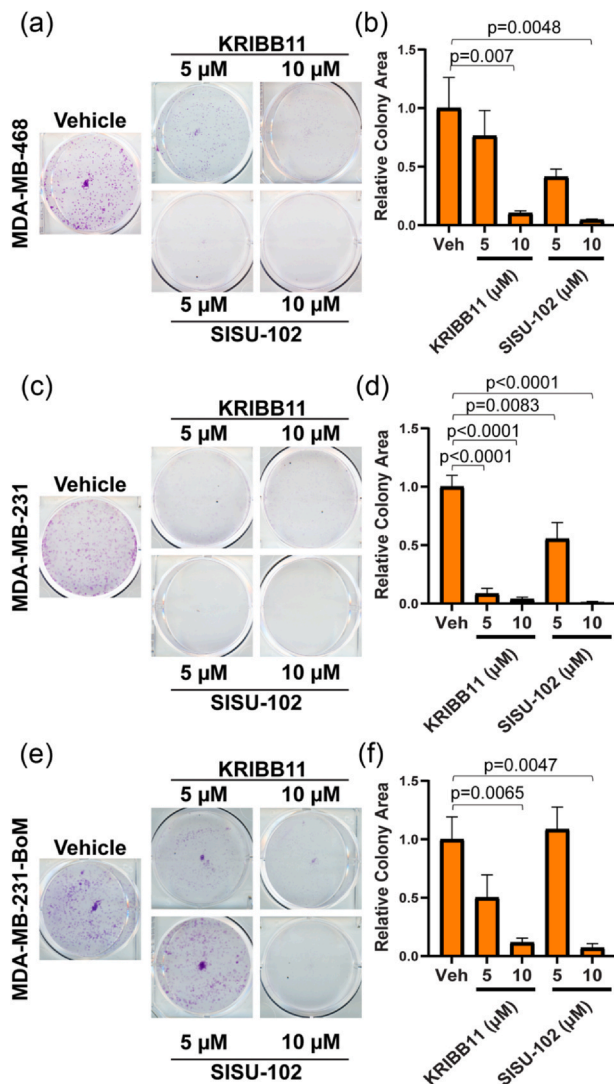 (a)
KRIBB11
5 µM 10 µM
Vehicle
MDA-MB-468
5 µM 10 µM
SISU-102
(b)
p=0.0048
p=0.007
Relative Colony Area
1.5
1.0
0.5
0.0
Veh 5 10 5 10
KRIBB11 (µM)
SISU-102 (µM)
(c)
KRIBB11
5 µM 10 µM
Vehicle
MDA-MB-231
5 µM 10 µM
SISU-102
(d)
p<0.0001
p=0.0083
p<0.0001
p<0.0001
Relative Colony Area
1.5
1.0
0.5
0.0
Veh 5 10 5 10
KRIBB11 (µM)
SISU-102 (µM)
(e)
KRIBB11
5 µM 10 µM
Vehicle
MDA-MB-231-BoM
5 µM 10 µM
SISU-102
(f)
p=0.0047
p=0.0065
Relative Colony Area
1.5
1.0
0.5
0.0
Veh 5 10 5 10
KRIBB11 (µM)
SISU-102 (µM)